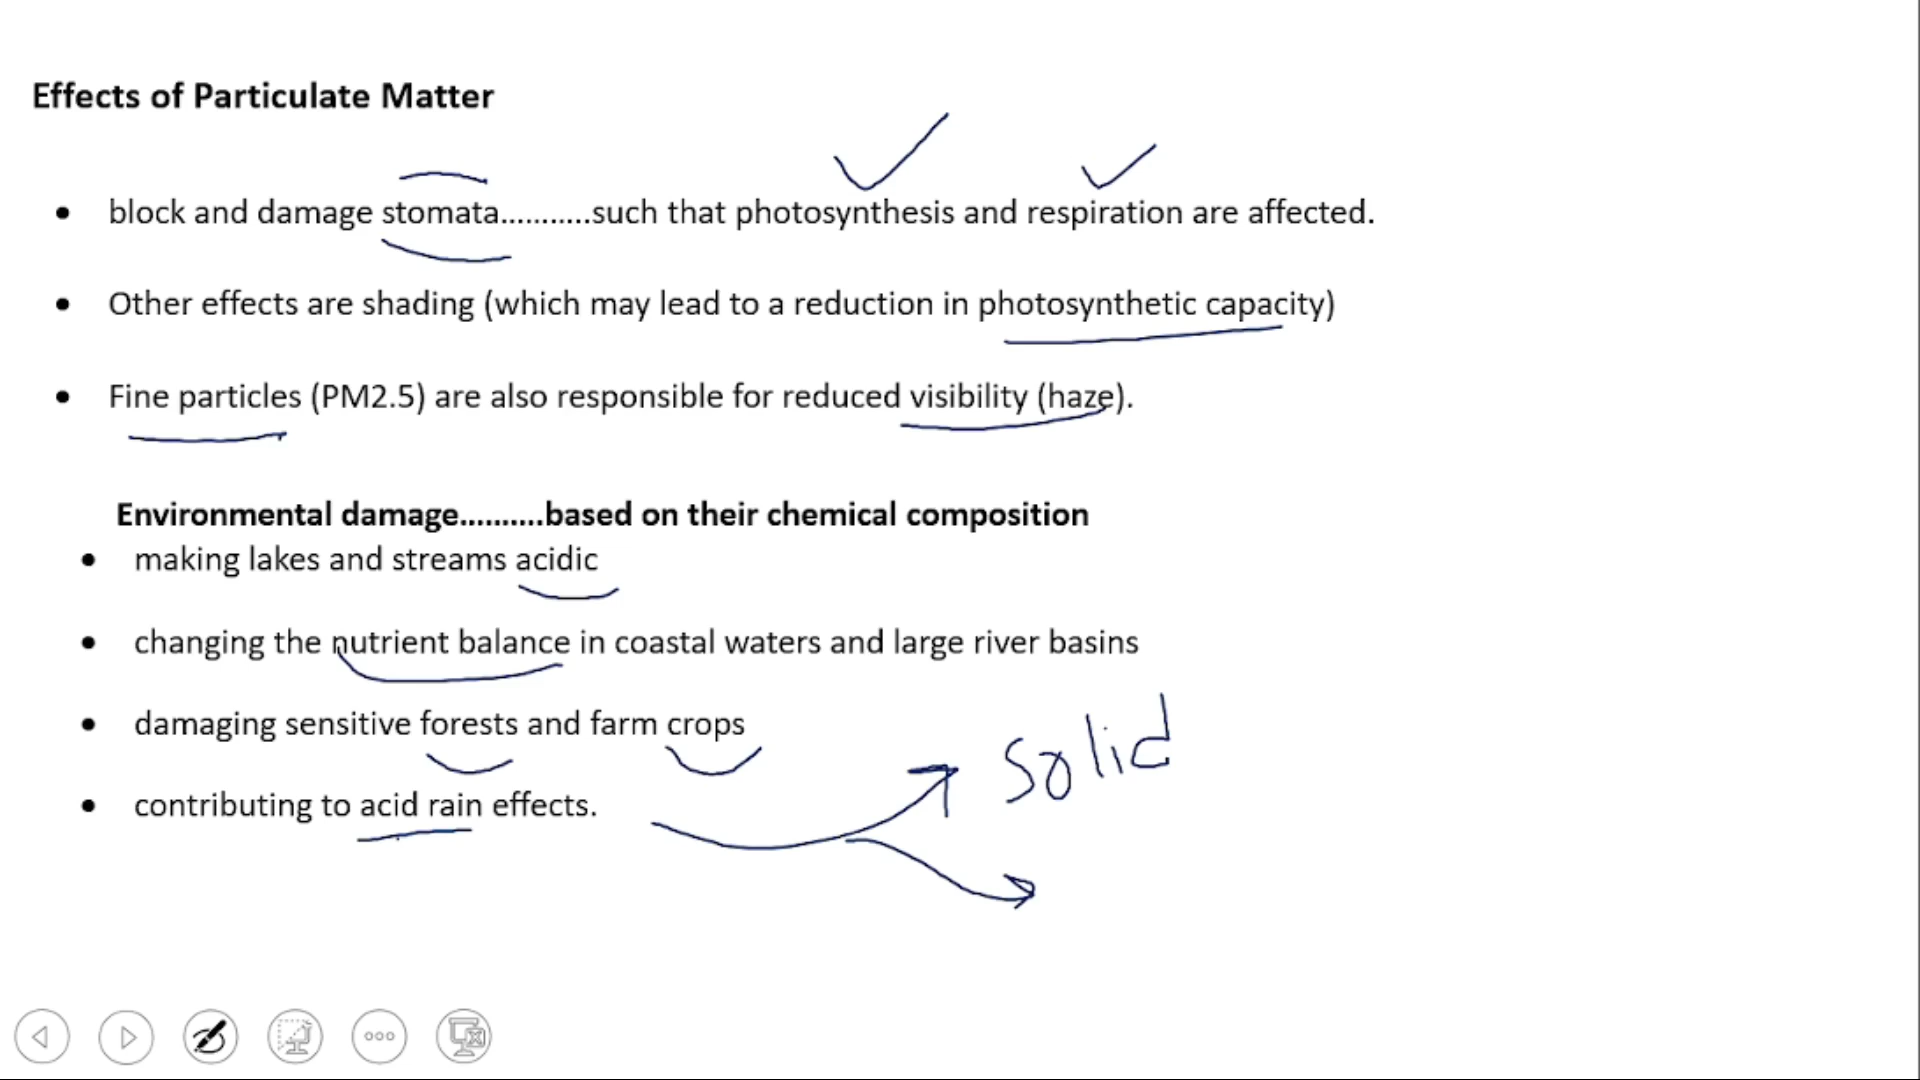 Effects of Particulate Matter
• block and damage stomata...........such that photosynthesis and respiration are affected.
• Other effects are shading (which may lead to a reduction in photosynthetic capacity)
• Fine particles (PM2.5) are also responsible for reduced visibility (haze).
Environmental damage..........based on their chemical composition
• making lakes and streams acidic
• changing the nutrient balance in coastal waters and large river basins
• damaging sensitive forests and farm crops
solid
• contributing to acid rain effects.